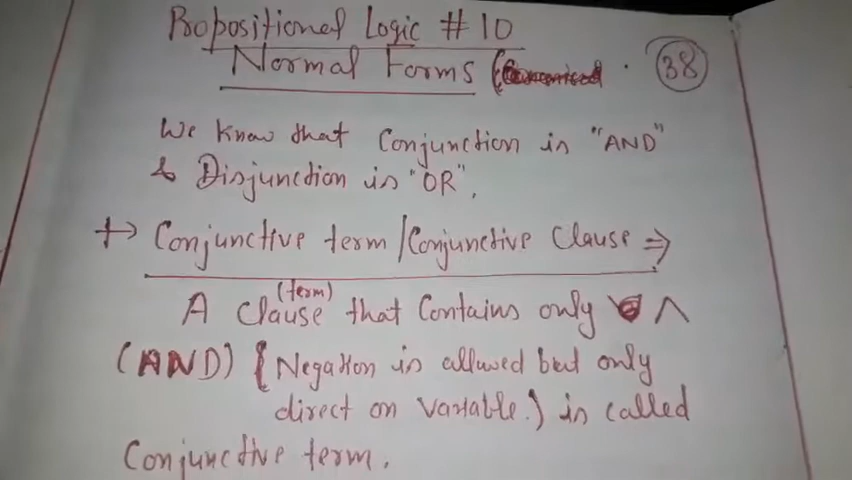 Propositional Logic # 10
Normal Forms ( . 38
We know that Conjunction is "AND"
& Disjunction is "OR".
+> Conjunctive term/Conjunctive Clause =>
A Clause (term) that Contains only ∧
(AND) (Negation is allowed but only
direct on Variable.) is called
Conjunctive term.